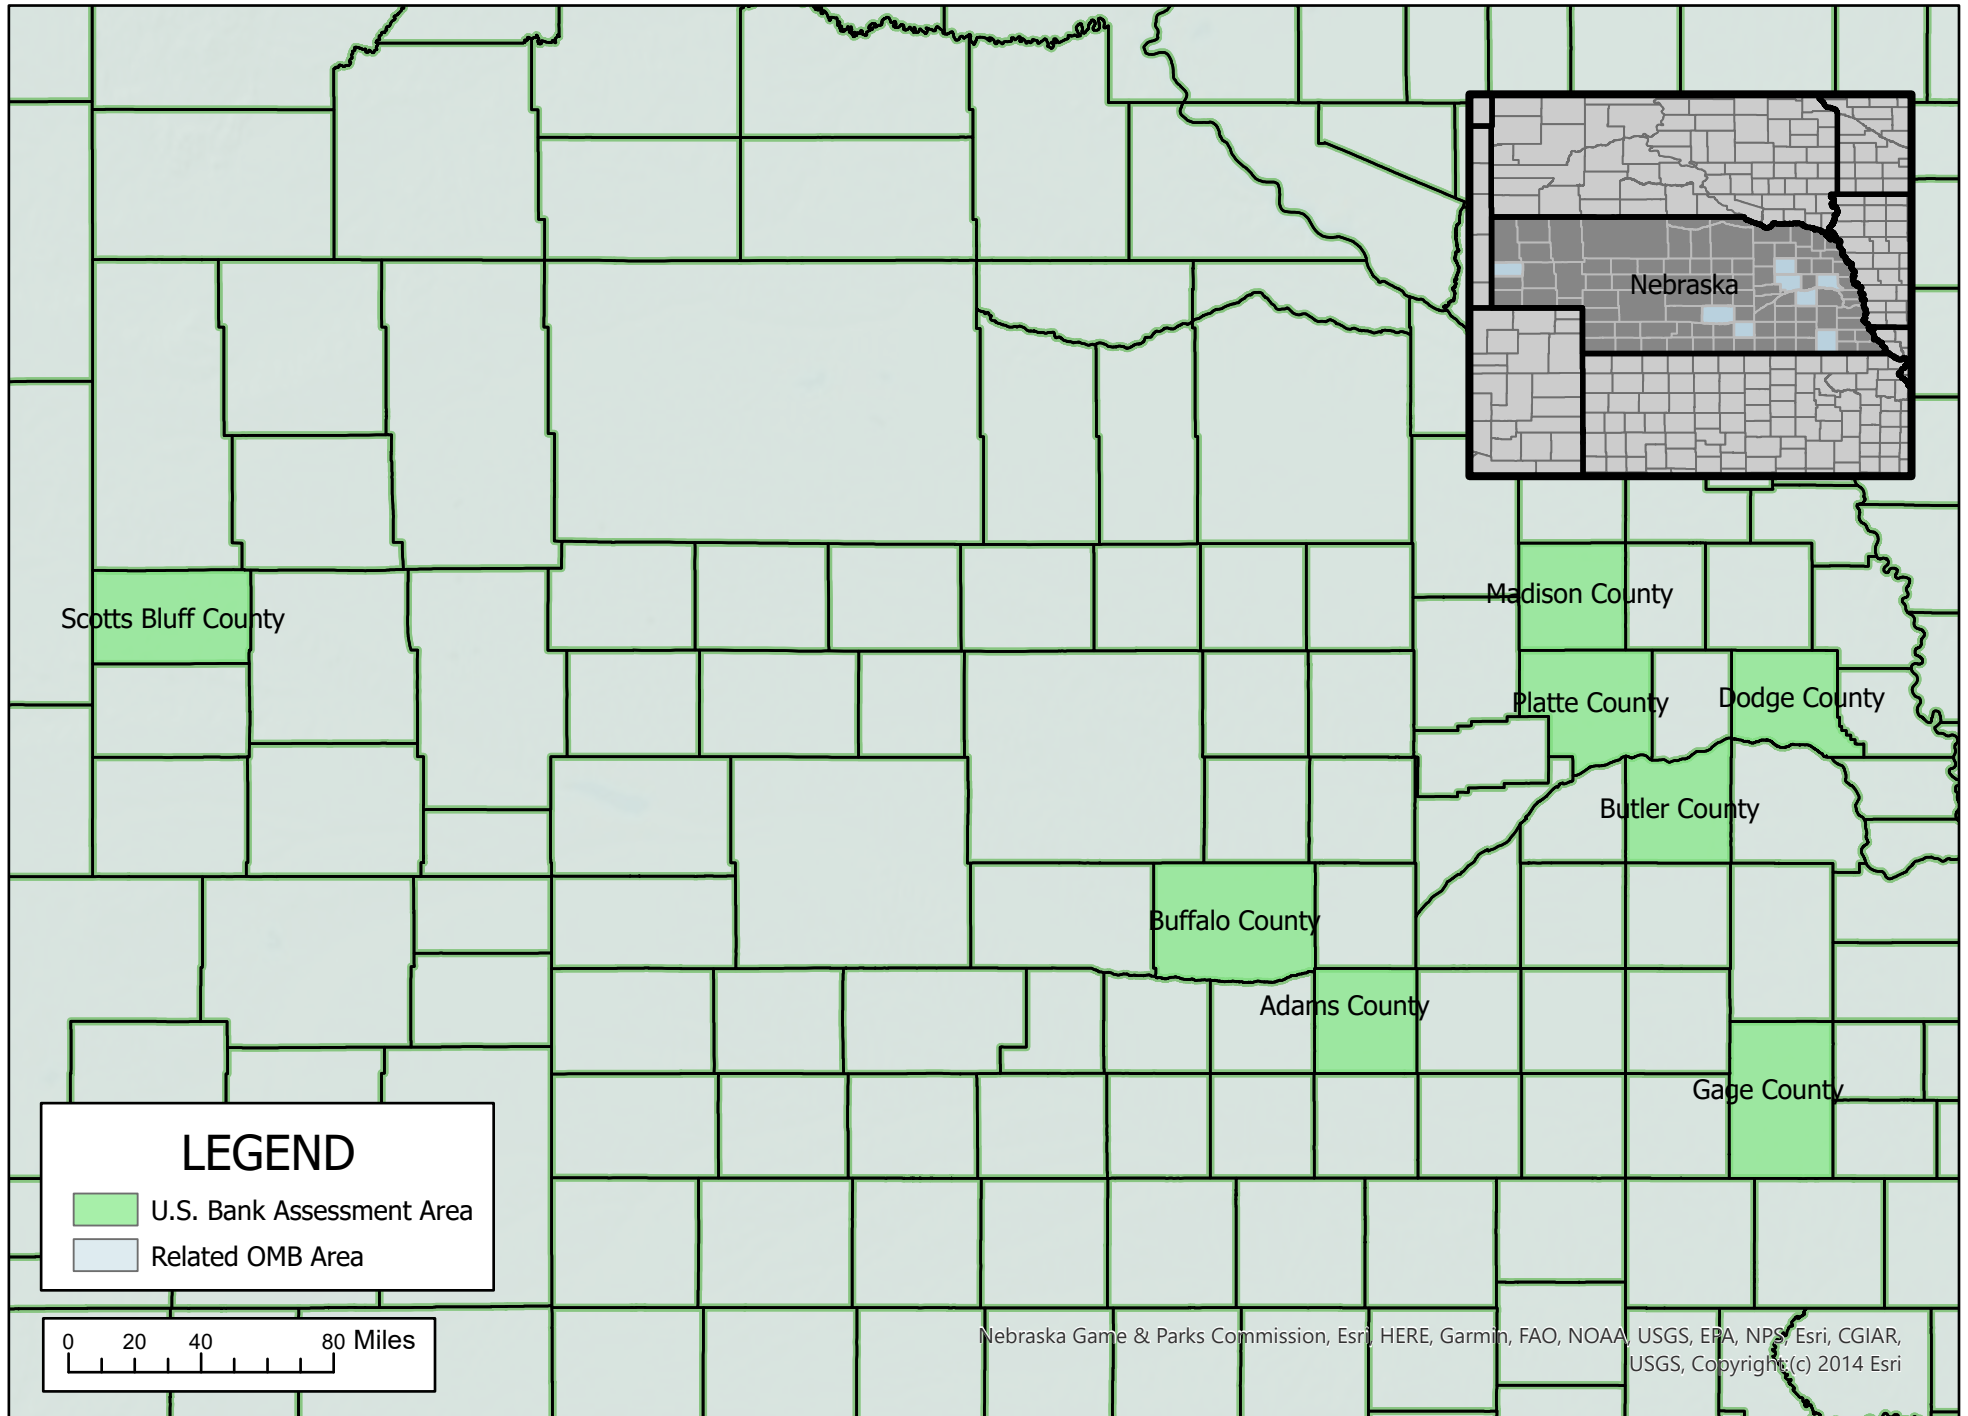 Nebraska
Scotts Bluff County
Madison County
Platte County
Dodge County
Butler County
Buffalo County
Adams County
Gage County
LEGEND
U.S. Bank Assessment Area
Related OMB Area
0 20 40 80 Miles
Nebraska Game & Parks Commission, Esri, HERE, Garmin, FAO, NOAA, USGS, EPA, NPS, Esri, CGIAR,
USGS, Copyright:(c) 2014 Esri